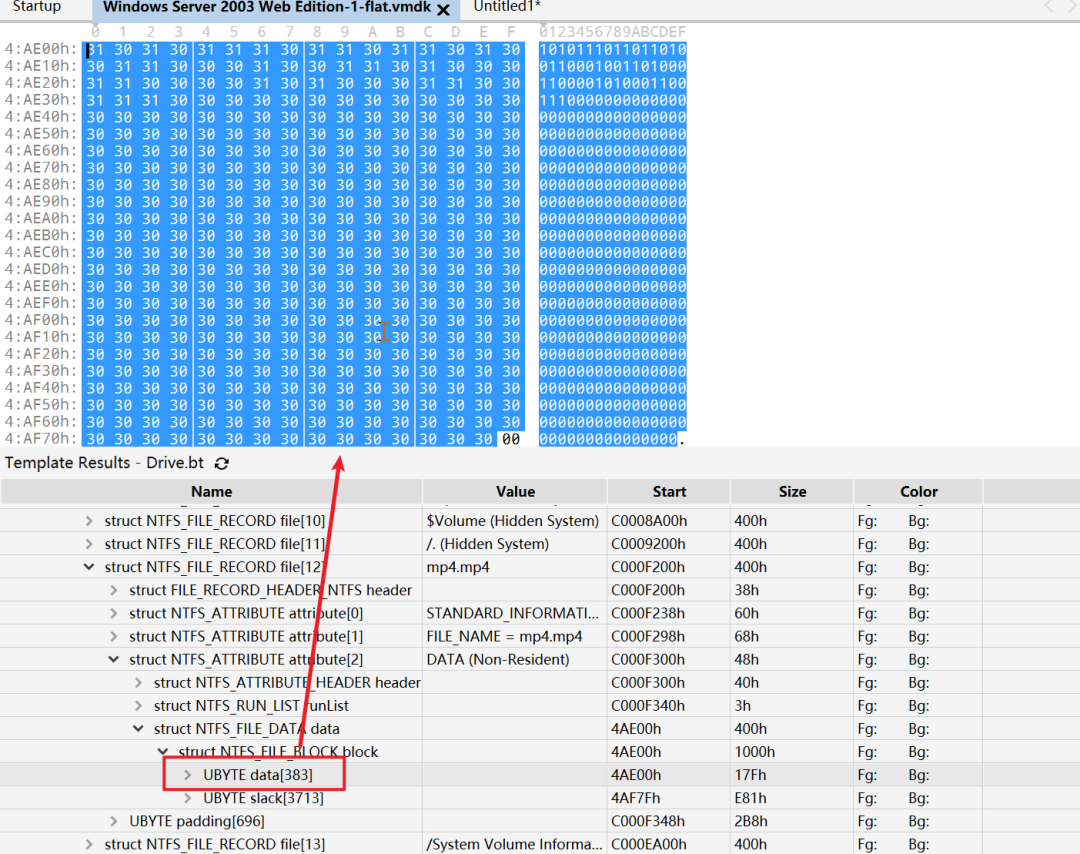 Startup Windows Server 2003 Web Edition-1-flat.vmdk Untitled1*
0 1 2 3 4 5 6 7 8 9 A B C D E F 0123456789ABCDEF
4:AE00h: 31 30 31 30 31 31 31 30 31 31 30 31 31 30 31 30 1010111011011010
4:AE10h: 30 31 31 30 30 30 31 30 30 31 31 30 31 30 30 30 0110001001101000
4:AE20h: 31 31 30 30 30 30 31 30 31 30 30 30 31 31 30 30 1100001010001100
4:AE30h: 31 31 31 30 30 30 30 30 30 30 30 30 30 30 30 30 1110000000000000
4:AE40h: 30 30 30 30 30 30 30 30 30 30 30 30 30 30 30 30 0000000000000000
4:AE50h: 30 30 30 30 30 30 30 30 30 30 30 30 30 30 30 30 0000000000000000
4:AE60h: 30 30 30 30 30 30 30 30 30 30 30 30 30 30 30 30 0000000000000000
4:AE70h: 30 30 30 30 30 30 30 30 30 30 30 30 30 30 30 30 0000000000000000
4:AE80h: 30 30 30 30 30 30 30 30 30 30 30 30 30 30 30 30 0000000000000000
4:AE90h: 30 30 30 30 30 30 30 30 30 30 30 30 30 30 30 30 0000000000000000
4:AEA0h: 30 30 30 30 30 30 30 30 30 30 30 30 30 30 30 30 0000000000000000
4:AEB0h: 30 30 30 30 30 30 30 30 30 30 30 30 30 30 30 30 0000000000000000
4:AEC0h: 30 30 30 30 30 30 30 30 30 30 30 30 30 30 30 30 0000000000000000
4:AED0h: 30 30 30 30 30 30 30 30 30 30 30 30 30 30 30 30 0000000000000000
4:AEE0h: 30 30 30 30 30 30 30 30 30 30 30 30 30 30 30 30 0000000000000000
4:AEF0h: 30 30 30 30 30 30 30 30 30 30 30 30 30 30 30 30 0000000000000000
4:AF00h: 30 30 30 30 30 30 30 30 30 30 30 30 30 30 30 30 0000000000000000
4:AF10h: 30 30 30 30 30 30 30 30 30 30 30 30 30 30 30 30 0000000000000000
4:AF20h: 30 30 30 30 30 30 30 30 30 30 30 30 30 30 30 30 0000000000000000
4:AF30h: 30 30 30 30 30 30 30 30 30 30 30 30 30 30 30 30 0000000000000000
4:AF40h: 30 30 30 30 30 30 30 30 30 30 30 30 30 30 30 30 0000000000000000
4:AF50h: 30 30 30 30 30 30 30 30 30 30 30 30 30 30 30 30 0000000000000000
4:AF60h: 30 30 30 30 30 30 30 30 30 30 30 30 30 30 30 30 0000000000000000
4:AF70h: 30 30 30 30 30 30 30 30 30 30 30 30 30 30 30 00 000000000000000.
Template Results - Drive.bt
Name Value Start Size Color
struct NTFS_FILE_RECORD file[10] $Volume (Hidden System) C0008A00h 400h Fg: Bg:
struct NTFS_FILE_RECORD file[11] /. (Hidden System) C0009200h 400h Fg: Bg:
struct NTFS_FILE_RECORD file[12] mp4.mp4 C000F200h 400h Fg: Bg:
struct FILE_RECORD_HEADER_NTFS header C000F200h 38h Fg: Bg:
struct NTFS_ATTRIBUTE attribute[0] STANDARD_INFORMATI... C000F238h 60h Fg: Bg:
struct NTFS_ATTRIBUTE attribute[1] FILE_NAME = mp4.mp4 C000F298h 68h Fg: Bg:
struct NTFS_ATTRIBUTE attribute[2] DATA (Non-Resident) C000F300h 48h Fg: Bg:
struct NTFS_ATTRIBUTE_HEADER header C000F300h 40h Fg: Bg:
struct NTFS_RUN_LIST runList C000F340h 3h Fg: Bg:
struct NTFS_FILE_DATA data 4AE00h 400h Fg: Bg:
struct NTFS_FILE_BLOCK block 4AE00h 1000h Fg: Bg:
UBYTE data[383] 4AE00h 17Fh Fg: Bg:
UBYTE slack[3713] 4AF7Fh E81h Fg: Bg:
UBYTE padding[696] C000F348h 2B8h Fg: Bg:
struct NTFS_FILE_RECORD file[13] /System Volume Informa... C000EA00h 400h Fg: Bg: